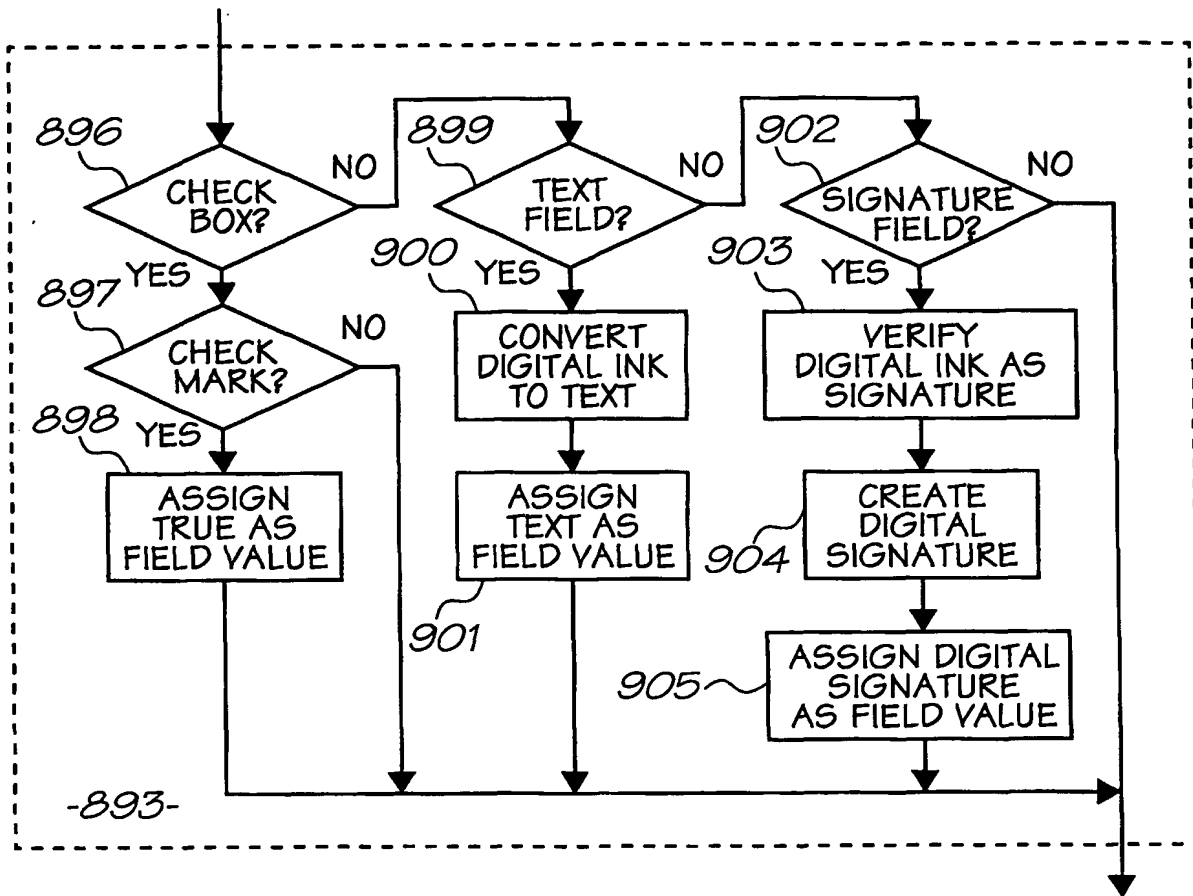 896
CHECK
BOX?
NO
YES
897
CHECK
MARK?
NO
YES
898
ASSIGN
TRUE AS
FIELD VALUE
899
TEXT
FIELD?
NO
YES
900
CONVERT
DIGITAL INK
TO TEXT
ASSIGN
TEXT AS
FIELD VALUE
901
902
SIGNATURE
FIELD?
NO
YES
903
VERIFY
DIGITAL INK AS
SIGNATURE
CREATE
DIGITAL
SIGNATURE
904
ASSIGN DIGITAL
SIGNATURE
AS FIELD VALUE
905
-893-